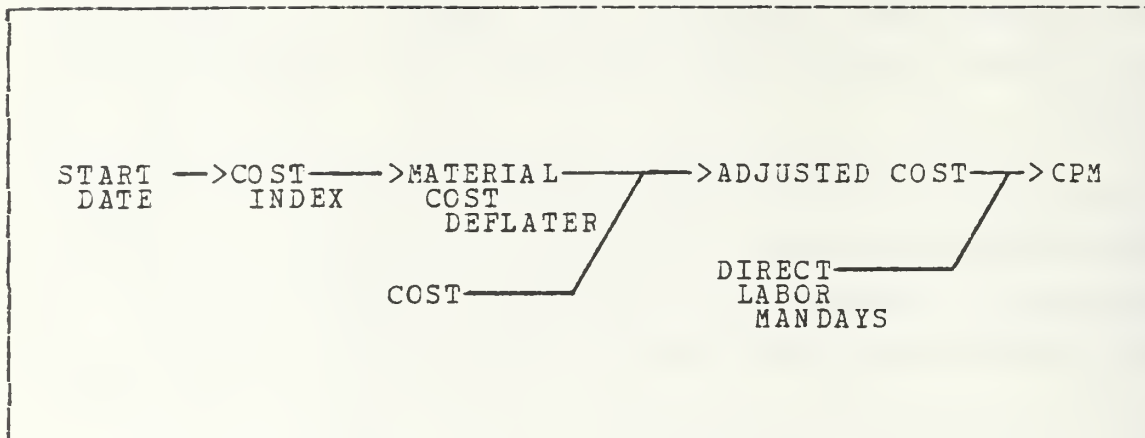 START —>COST——>MATERIAL————>ADJUSTED COST——>CPM
DATE INDEX COST
DEFLATER
DIRECT
COST
LABOR
MANDAYS